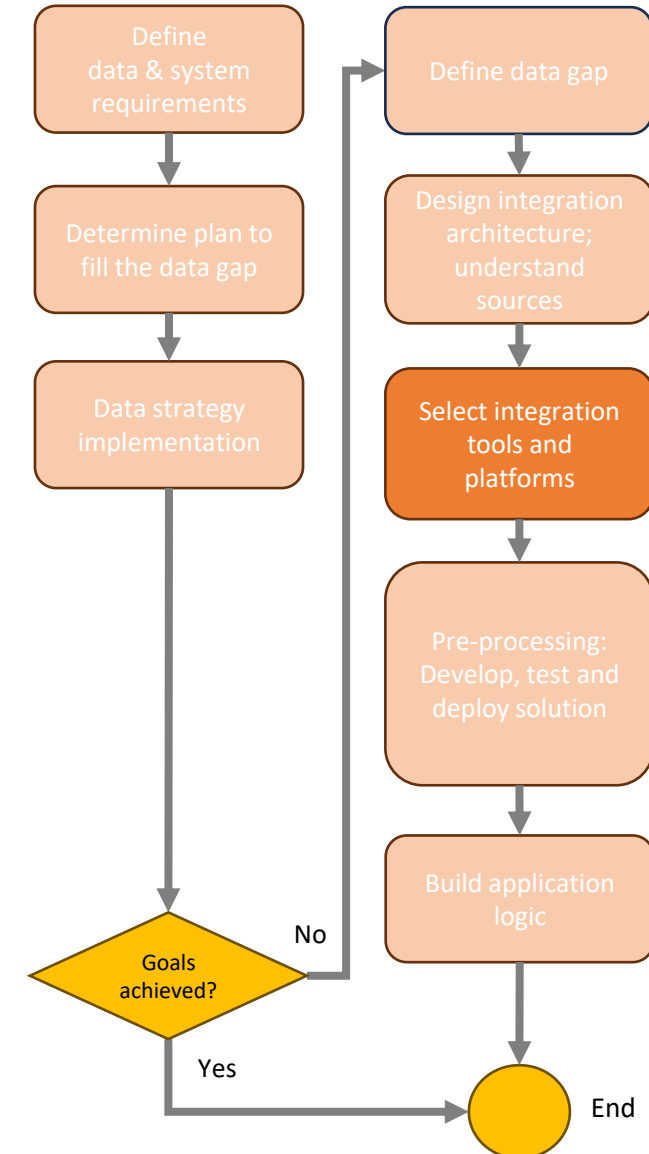 Define
data & system
requirements
Determine plan to
fill the data gap
Data strategy
implementation
Goals
achieved?
No
Yes
Define data gap
Design integration
architecture;
understand
sources
Select integration
tools and
platforms
Pre-processing:
Develop, test and
deploy solution
Build application
logic
End